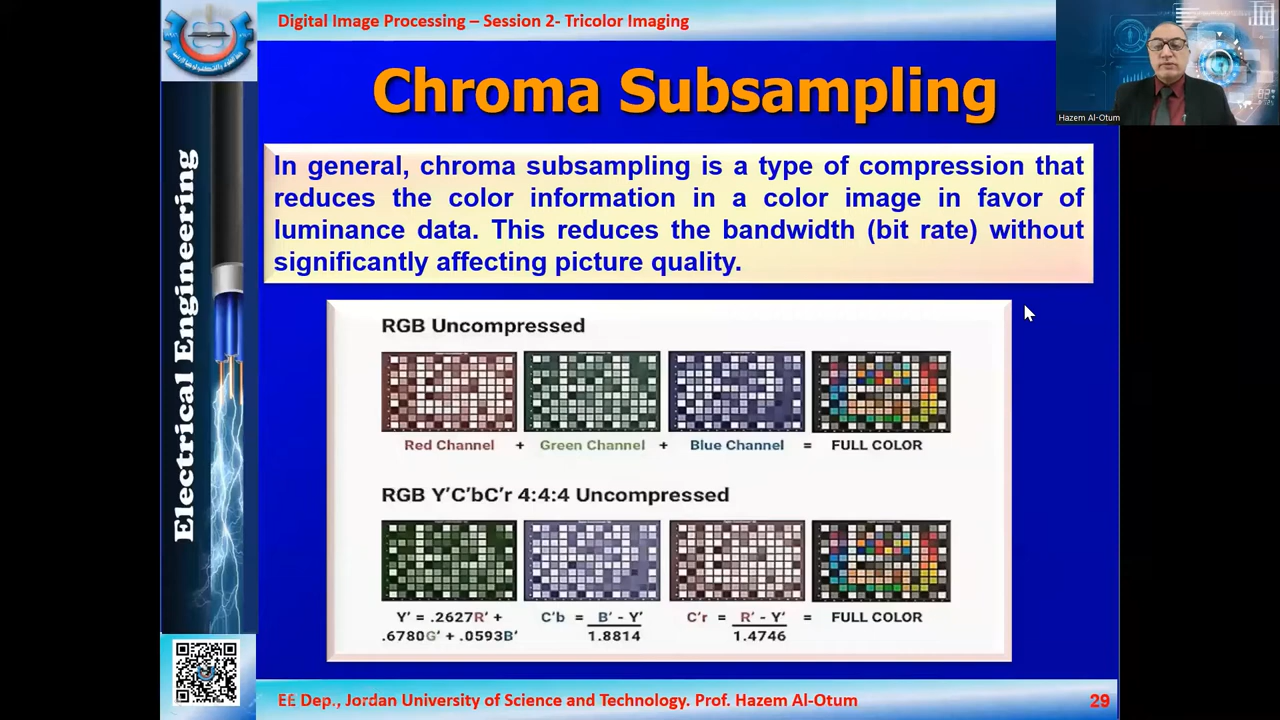 Digital Image Processing – Session 2- Tricolor Imaging
Chroma Subsampling
Hazem Al-Otum
In general, chroma subsampling is a type of compression that
reduces the color information in a color image in favor of
luminance data. This reduces the bandwidth (bit rate) without
significantly affecting picture quality.
Electrical Engineering
RGB Uncompressed
Red Channel + Green Channel + Blue Channel = FULL COLOR
RGB Y'C'bC'r 4:4:4 Uncompressed
Y' = .2627R' +
.6780G' + .0593B'
C'b = B' - Y'
1.8814
C'r = R' - Y'
1.4746
= FULL COLOR
EE Dep., Jordan University of Science and Technology. Prof. Hazem Al-Otum
29